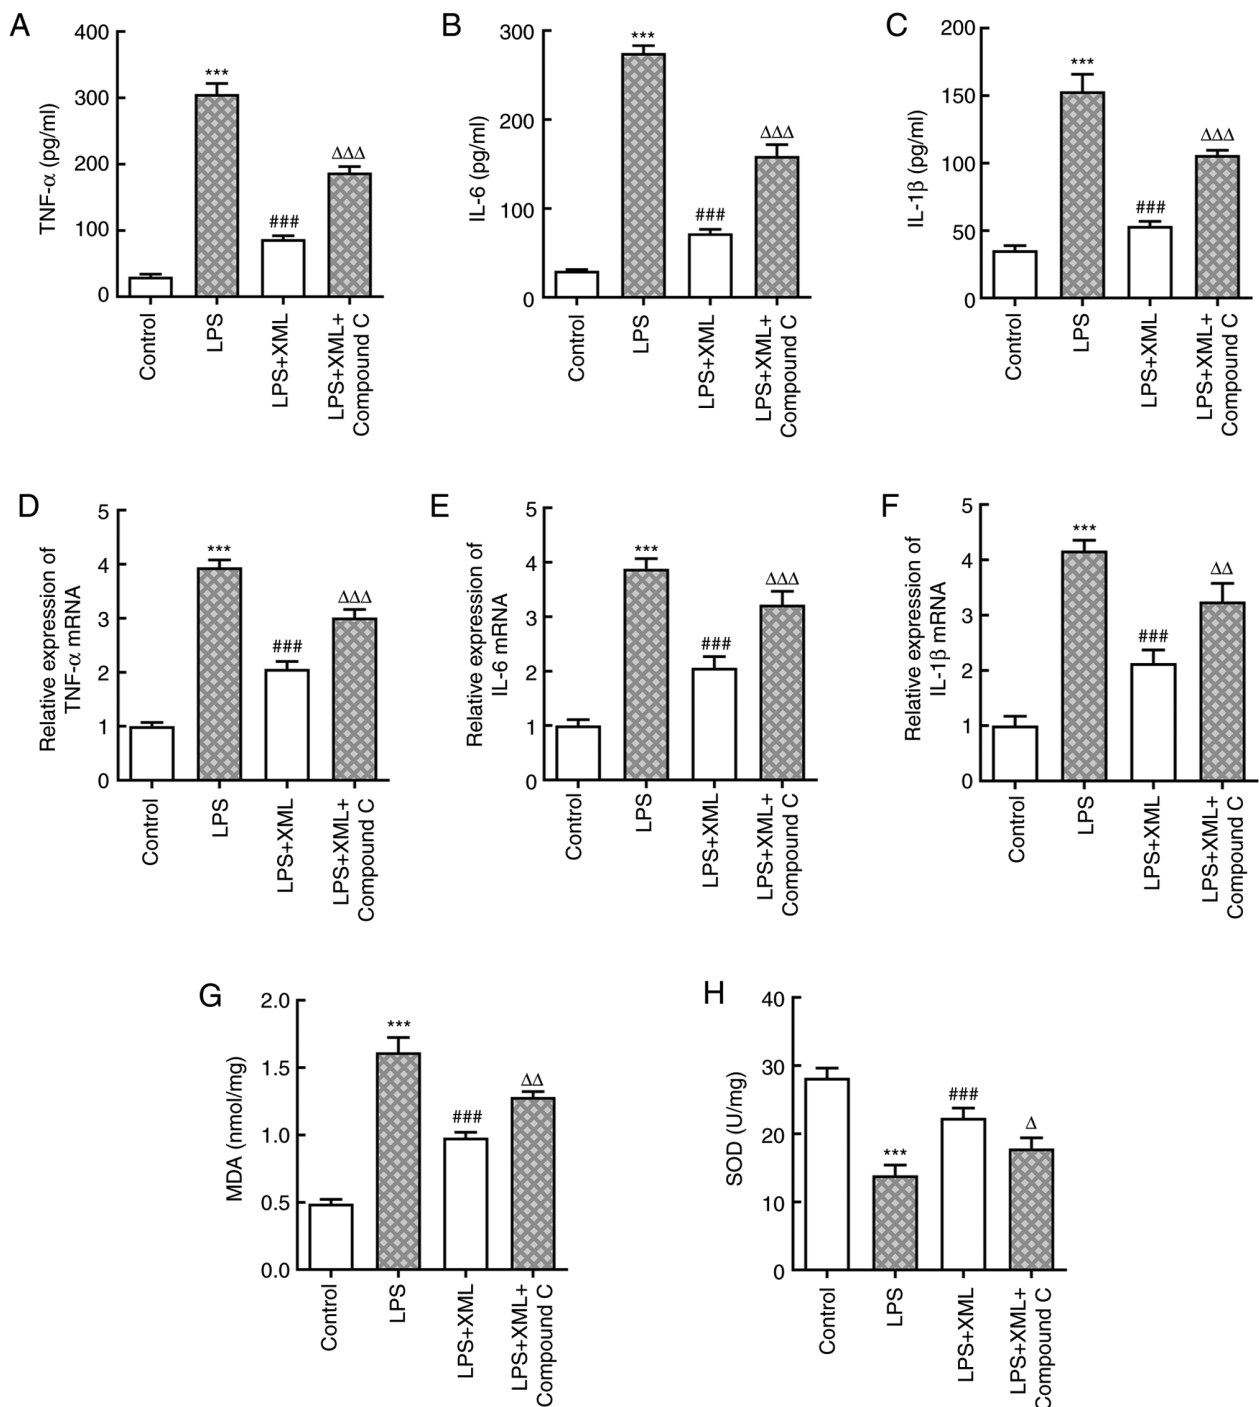 A
TNF-α (pg/ml)
400
300
200
100
0
***
###
ΔΔΔ
Control
LPS
LPS+XML
LPS+XML+
Compound C
B
IL-6 (pg/ml)
300
200
100
0
***
###
ΔΔΔ
Control
LPS
LPS+XML
LPS+XML+
Compound C
C
IL-1β (pg/ml)
200
150
100
50
0
***
###
ΔΔΔ
Control
LPS
LPS+XML
LPS+XML+
Compound C
D
Relative expression of
TNF-α mRNA
5
4
3
2
1
0
***
###
ΔΔΔ
Control
LPS
LPS+XML
LPS+XML+
Compound C
E
Relative expression of
IL-6 mRNA
5
4
3
2
1
0
***
###
ΔΔΔ
Control
LPS
LPS+XML
LPS+XML+
Compound C
F
Relative expression of
IL-1β mRNA
5
4
3
2
1
0
***
###
ΔΔ
Control
LPS
LPS+XML
LPS+XML+
Compound C
G
MDA (nmol/mg)
2.0
1.5
1.0
0.5
0.0
***
###
ΔΔ
Control
LPS
LPS+XML
LPS+XML+
Compound C
H
SOD (U/mg)
40
30
20
10
0
***
###
Δ
Control
LPS
LPS+XML
LPS+XML+
Compound C